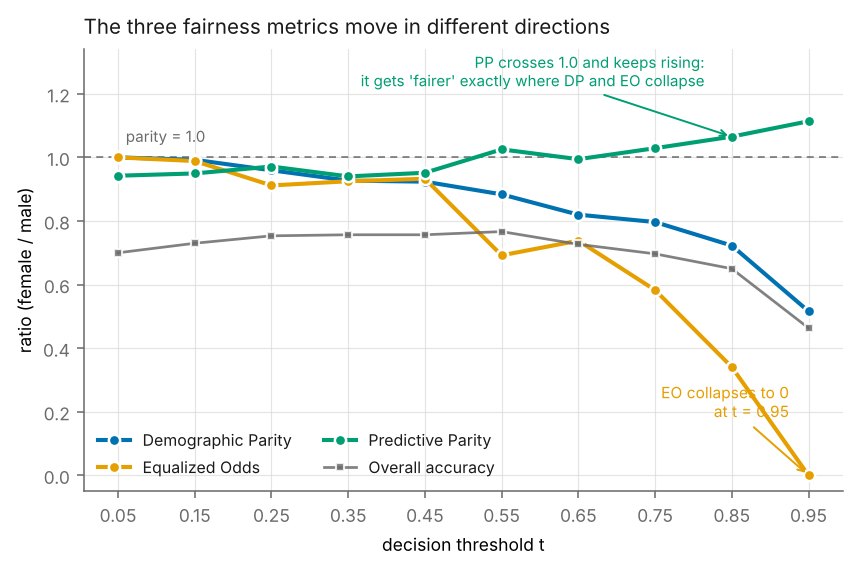 The three fairness metrics move in different directions
PP crosses 1.0 and keeps rising:
it gets 'fairer' exactly where DP and EO collapse
parity = 1.0
ratio (female / male)
1.2
1.0
0.8
0.6
0.4
0.2
0.0
EO collapses to 0
at t = 0.95
Demographic Parity
Equalized Odds
Predictive Parity
Overall accuracy
0.05 0.15 0.25 0.35 0.45 0.55 0.65 0.75 0.85 0.95
decision threshold t